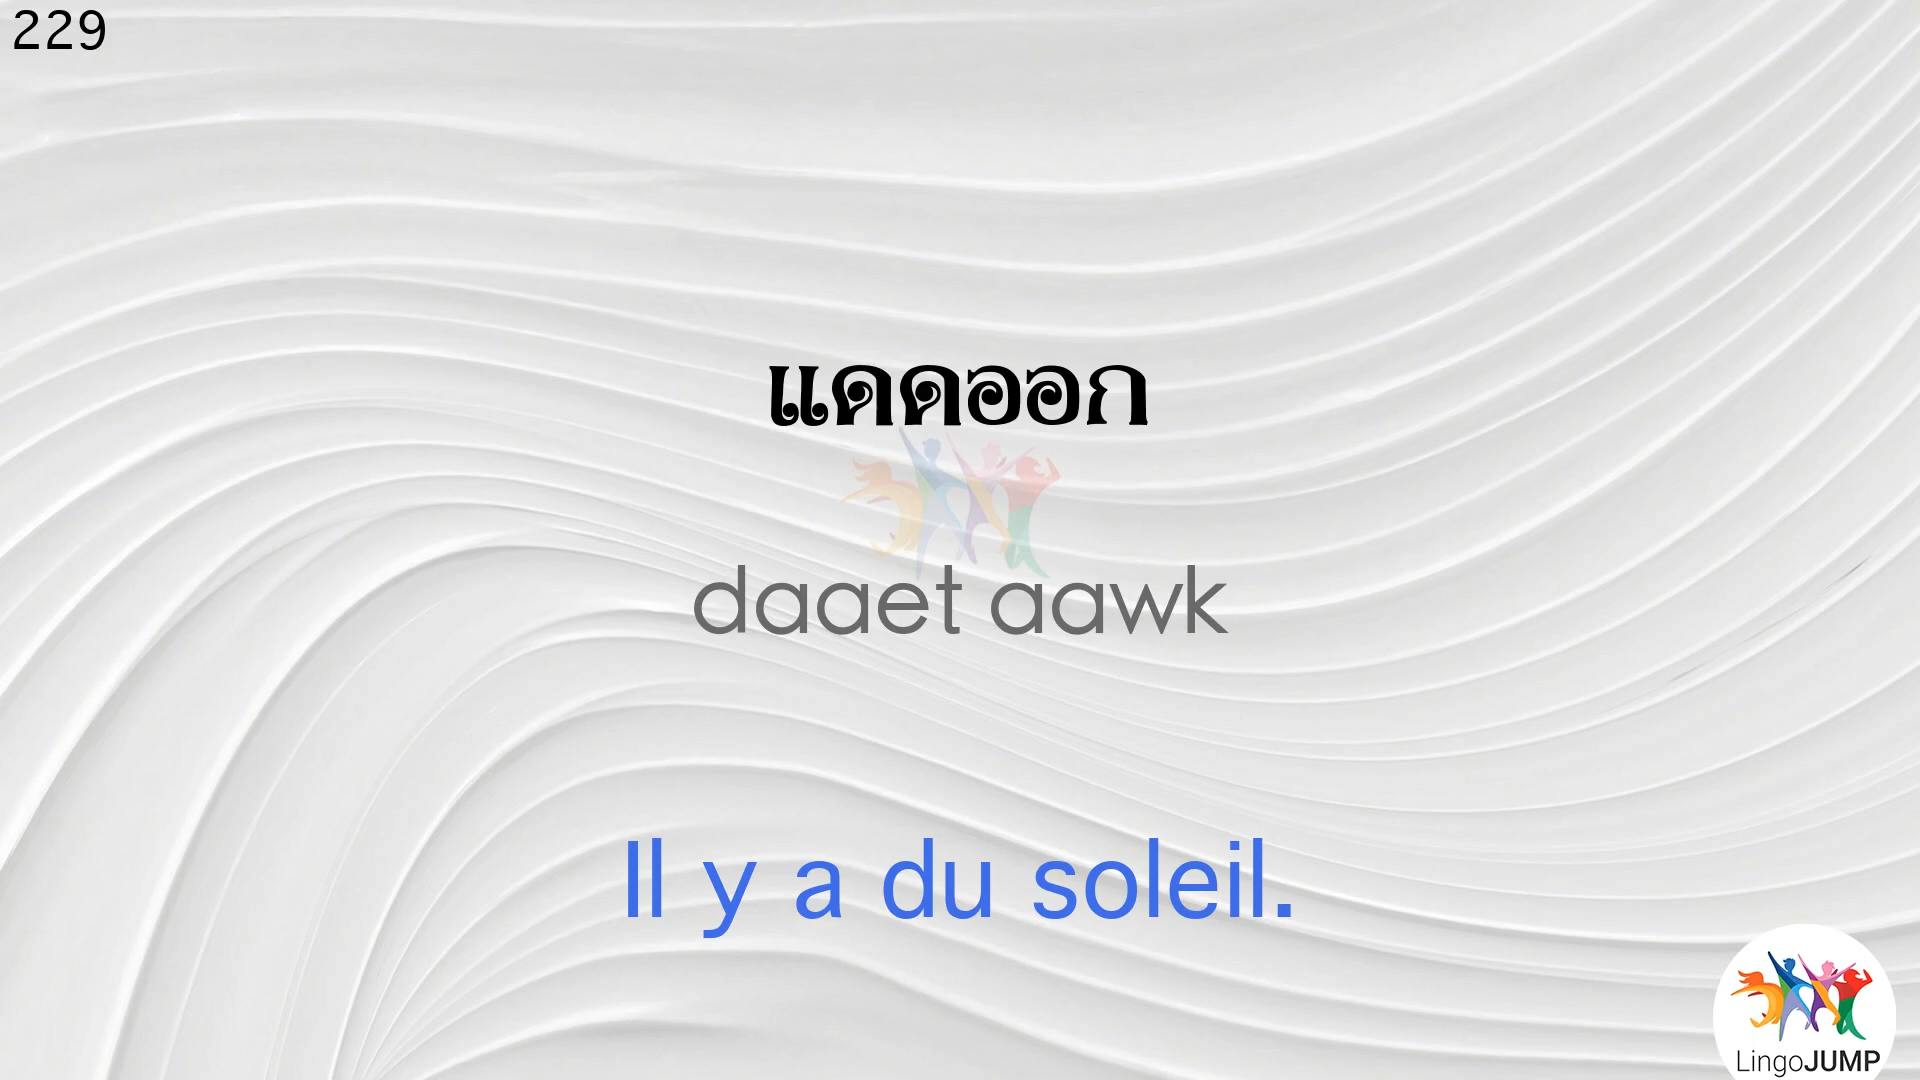 229
แดดออก
daaet aawk
Il y a du soleil.
LingoJUMP